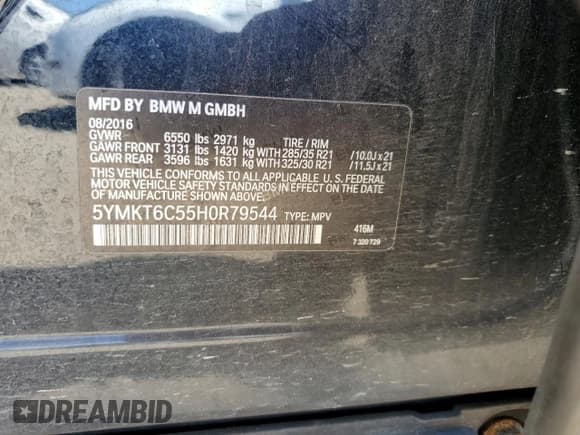 MFD BY BMW M GMBH
08/2016
GVWR 6550 lbs 2971 kg TIRE / RIM
GAWR FRONT 3131 lbs 1420 kg WITH 285/35 R21 /10.0J x 21
GAWR REAR 3596 lbs 1631 kg WITH 325/30 R21 /11.5J x 21
THIS VEHICLE CONFORMS TO ALL APPLICABLE U. S. FEDERAL
MOTOR VEHICLE SAFETY STANDARDS IN EFFECT ON THE DATE
OF MANUFACTURE SHOWN ABOVE.
5YMKT6C55H0R79544 TYPE: MPV
416M
7 320 729
DREAMBID